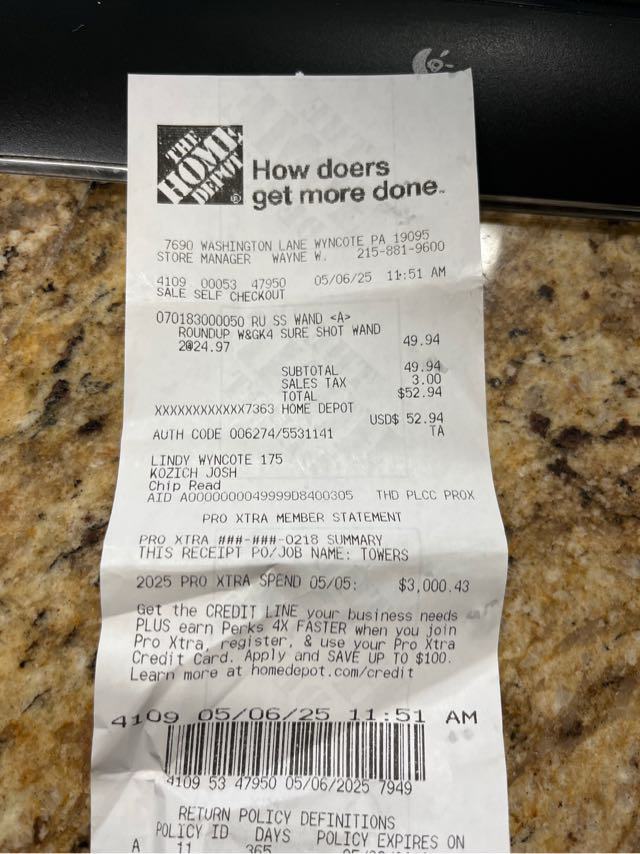 THE
HOME
DEPOT
®
How doers
get more done™
7690 WASHINGTON LANE WYNCOTE PA 19095
STORE MANAGER WAYNE W. 215-881-9600
4109 00053 47950 05/06/25 11:51 AM
SALE SELF CHECKOUT
070183000050 RU SS WAND <A>
ROUNDUP W&GK4 SURE SHOT WAND
2@24.97 49.94
SUBTOTAL 49.94
SALES TAX 3.00
TOTAL $52.94
XXXXXXXXXXXX7363 HOME DEPOT
USD$ 52.94
AUTH CODE 006274/5531141 TA
LINDY WYNCOTE 175
KOZICH JOSH
Chip Read
AID A0000000049999D8400305 THD PLCC PROX
PRO XTRA MEMBER STATEMENT
PRO XTRA ###-###-0218 SUMMARY
THIS RECEIPT PO/JOB NAME: TOWERS
2025 PRO XTRA SPEND 05/05: $3,000.43
Get the CREDIT LINE your business needs
PLUS earn Perks 4X FASTER when you join
Pro Xtra, register, & use your Pro Xtra
Credit Card. Apply and SAVE UP TO $100.
Learn more at homedepot.com/credit
4109 05/06/25 11:51 AM
4109 53 47950 05/06/2025 7949
RETURN POLICY DEFINITIONS
POLICY ID DAYS POLICY EXPIRES ON
A 11 365